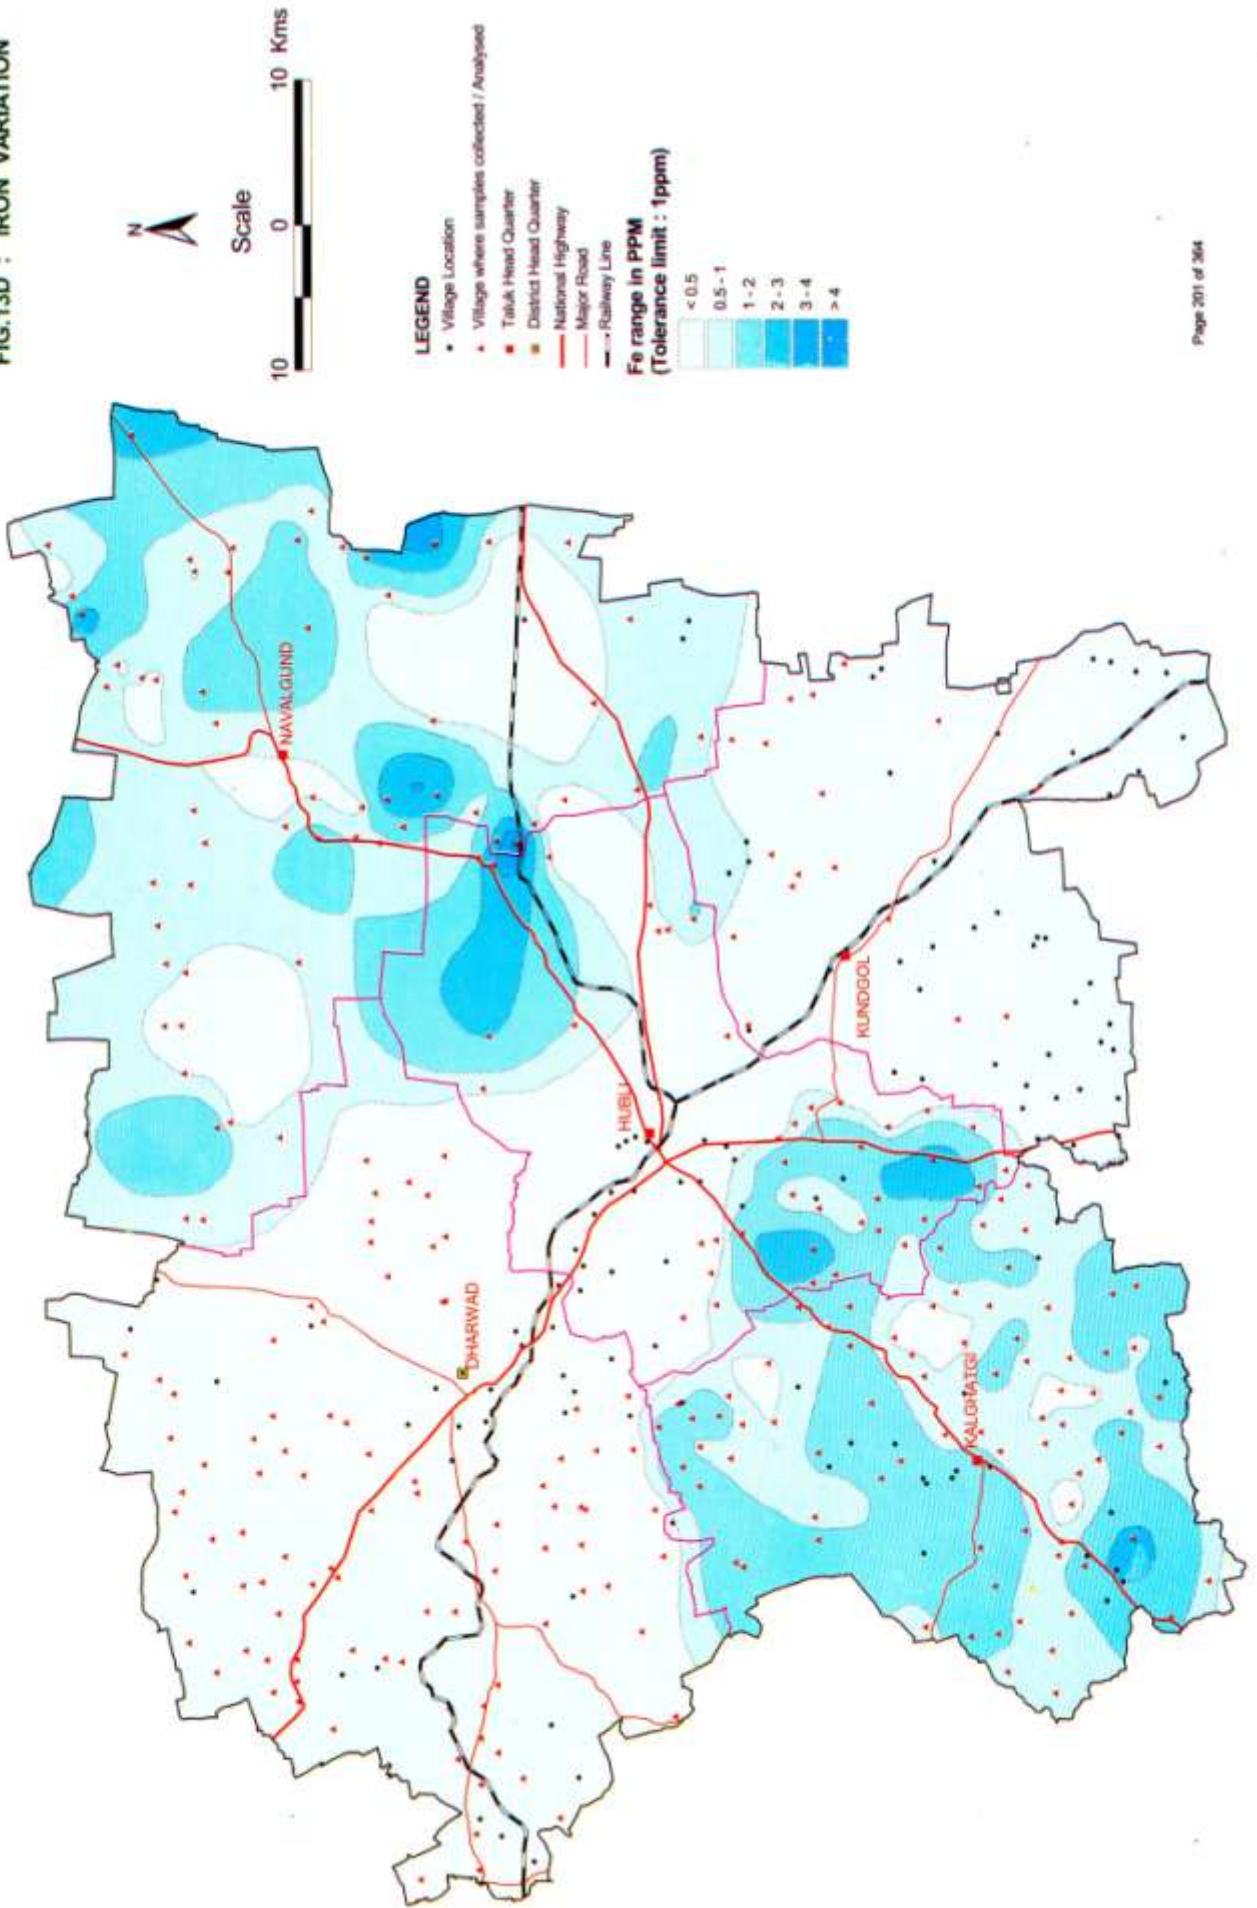 FIG.13D : IRON VARIATION
N
Scale
10 0 10 Kms
LEGEND
Village Location
Village where samples collected / Analysed
Taluk Head Quarter
District Head Quarter
National Highway
Major Road
Railway Line
Fe range in PPM
(Tolerance limit : 1ppm)
< 0.5
0.5 - 1
1 - 2
2 - 3
3 - 4
> 4
NAVALGUND
HUBLI
DHARWAD
KUNDGOL
KALGHATGI
Page 201 of 364